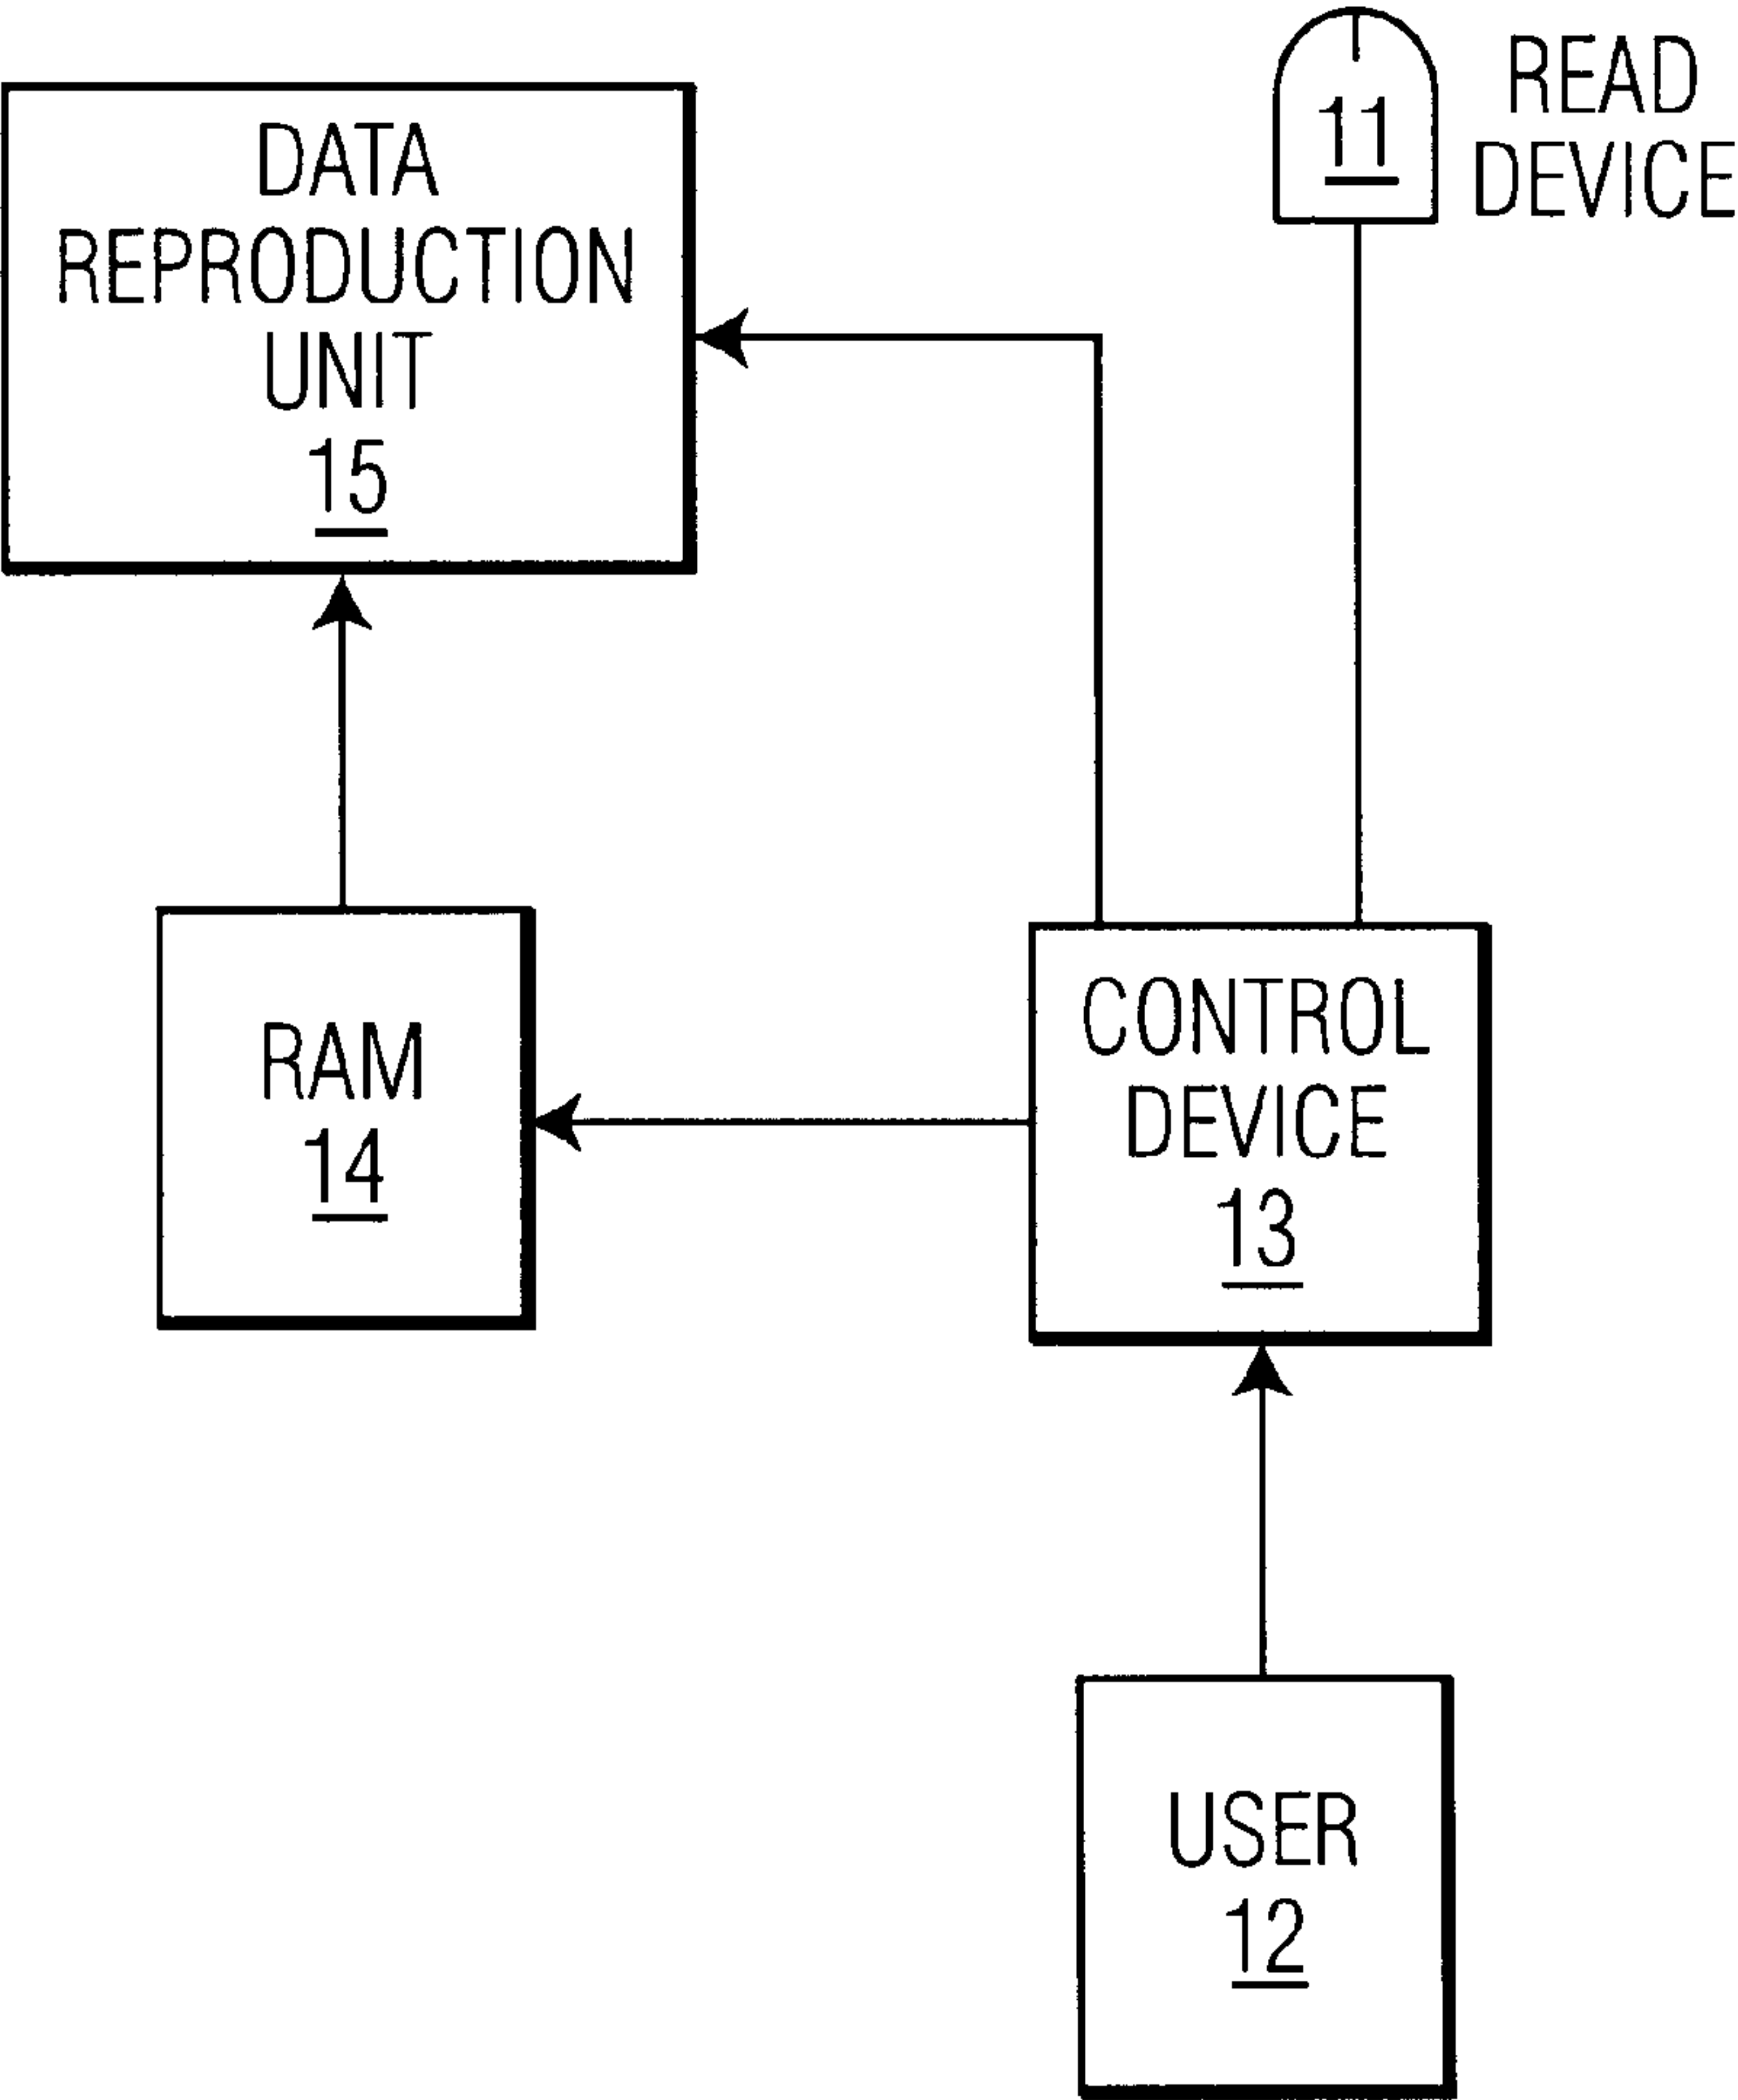 READ
DEVICE
11
DATA
REPRODUCTION
UNIT
15
RAM
14
CONTROL
DEVICE
13
USER
12